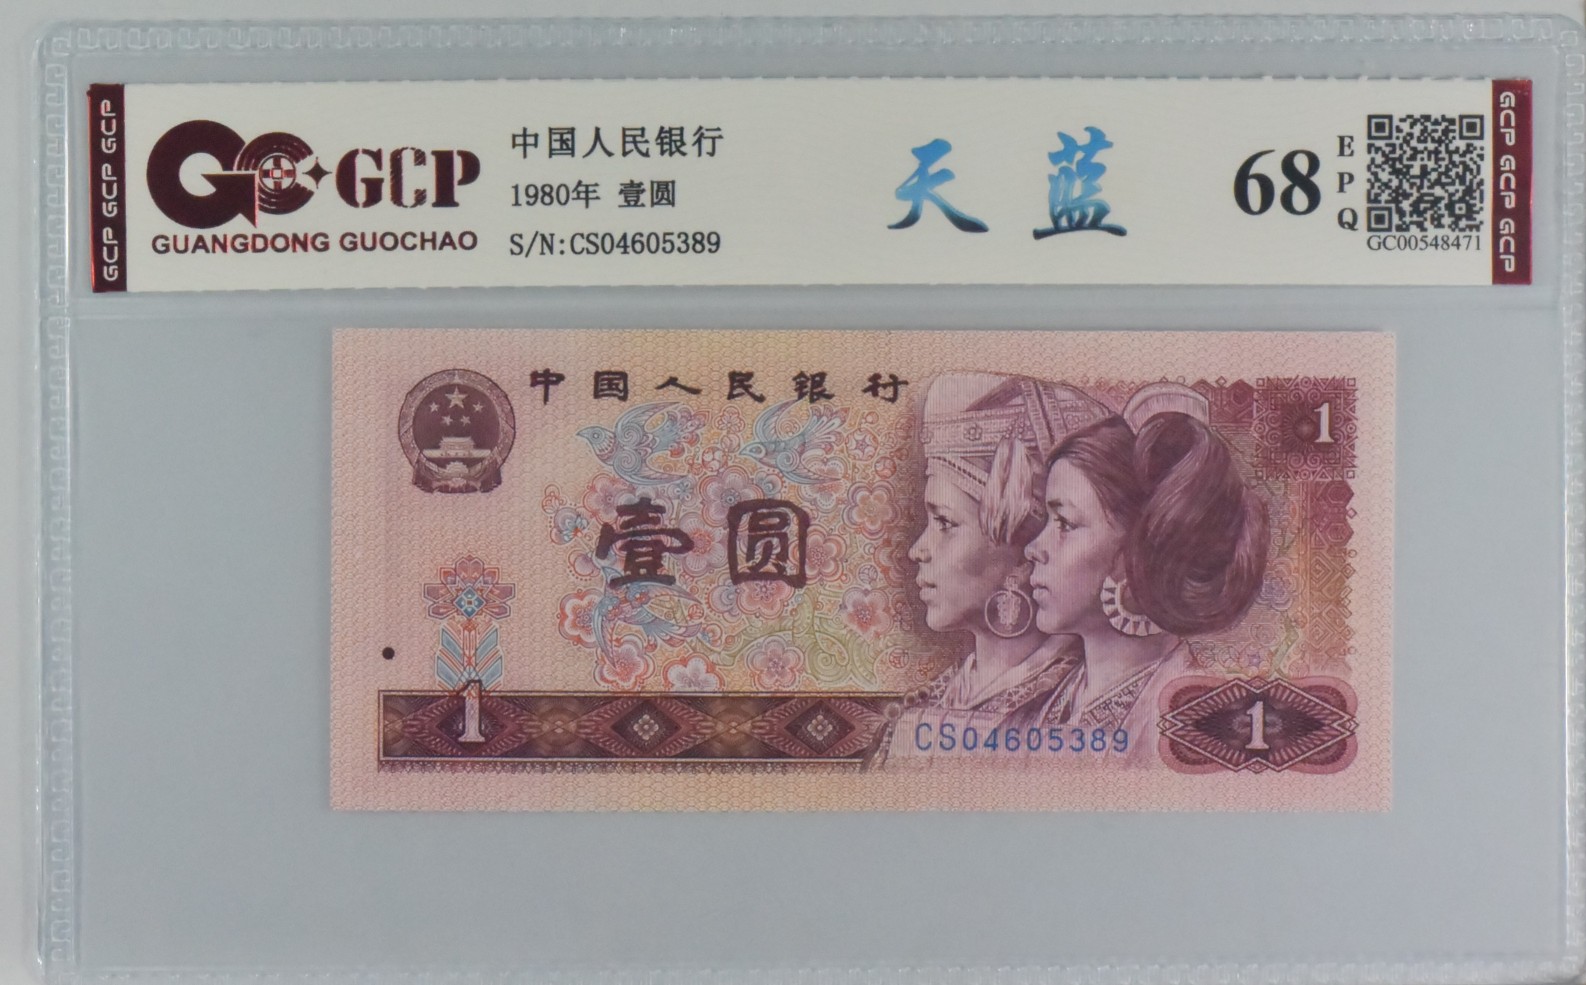 GCP GCP GCP
GCP
GUANGDONG GUOCHAO
中国人民银行
1980年 壹圆
S/N:CS04605389
天蓝
68
EPQ
GC00548471
GCP GCP GCP
中国人民银行
1
壹圆
1
CS04605389
1